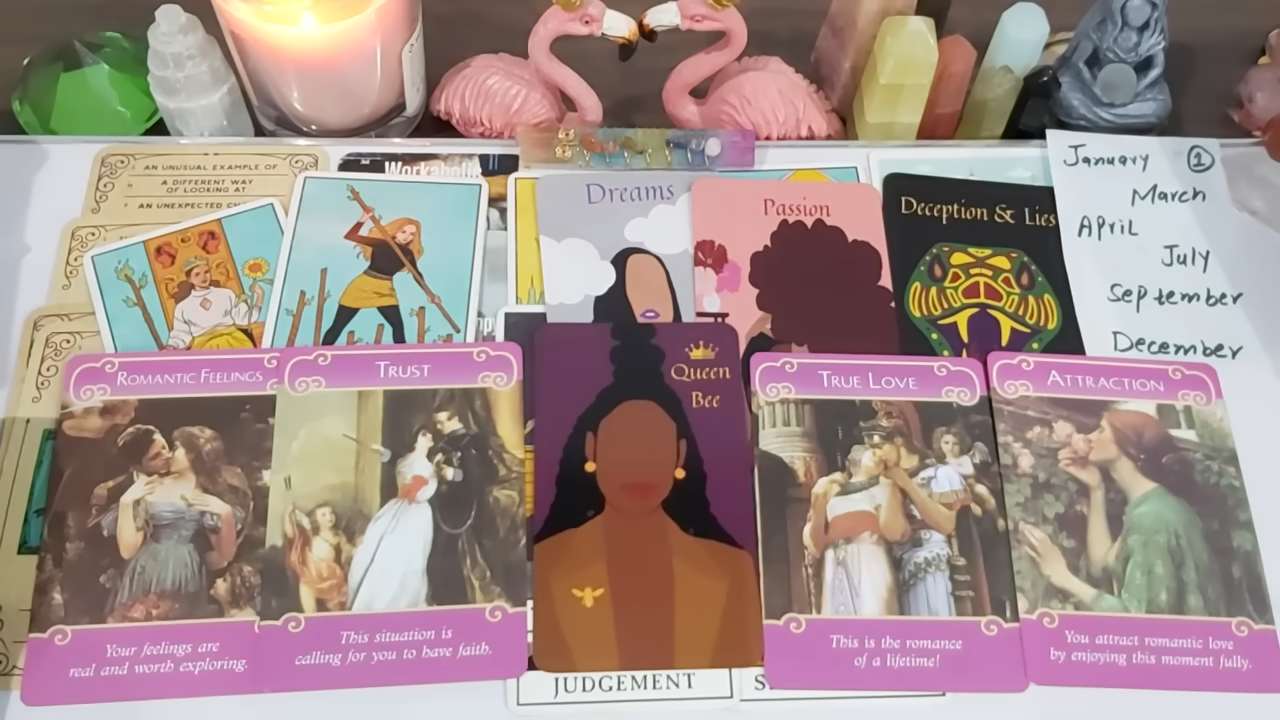 AN UNUSUAL EXAMPLE OF
A DIFFERENT WAY
OF LOOKING AT
AN UNEXPECTED
Workaholic
Dreams
Passion
Deception & Lies
January 1
March
April
July
September
December
ROMANTIC FEELINGS
Your feelings are
real and worth exploring.
TRUST
This situation is
calling for you to have faith.
Queen
Bee
TRUE LOVE
This is the romance
of a lifetime!
ATTRACTION
You attract romantic love
by enjoying this moment fully.
JUDGEMENT